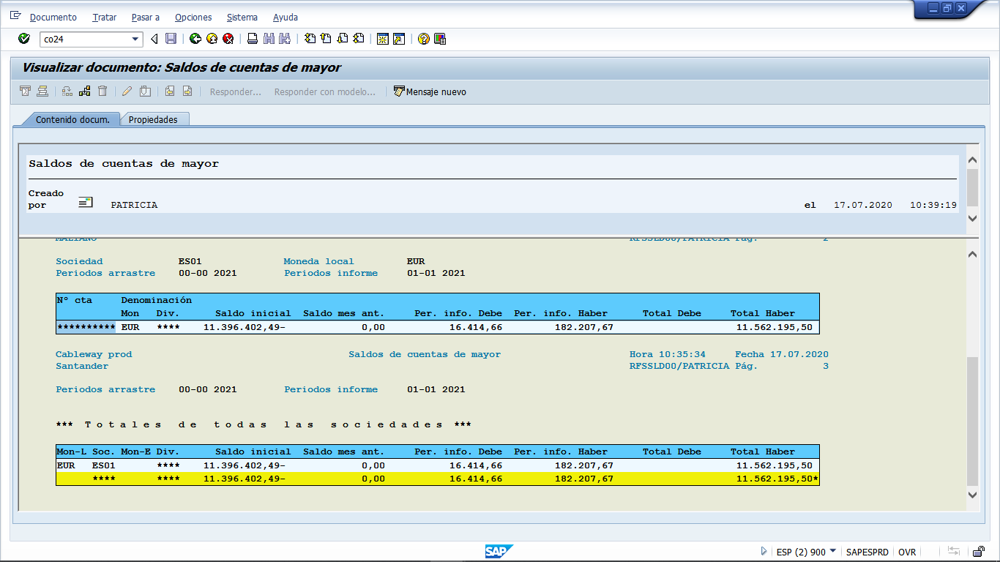 Documento Tratar Pasar a Opciones Sistema Ayuda
co24
Visualizar documento: Saldos de cuentas de mayor
Responder... Responder con modelo... Mensaje nuevo
Contenido docum. Propiedades
Saldos de cuentas de mayor
Creado
por PATRICIA el 17.07.2020 10:39:19
MALIAÑO RFSSLD00/PATRICIA Pág. 2
Sociedad ES01 Moneda local EUR
Periodos arrastre 00-00 2021 Periodos informe 01-01 2021
Nº cta Denominación
Mon Div. Saldo inicial Saldo mes ant. Per. info. Debe Per. info. Haber Total Debe Total Haber
********** EUR **** 11.396.402,49- 0,00 16.414,66 182.207,67 11.562.195,50
Cableway prod Saldos de cuentas de mayor Hora 10:35:34 Fecha 17.07.2020
Santander RFSSLD00/PATRICIA Pág. 3
Periodos arrastre 00-00 2021 Periodos informe 01-01 2021
*** T o t a l e s d e t o d a s l a s s o c i e d a d e s ***
Mon-L Soc. Mon-E Div. Saldo inicial Saldo mes ant. Per. info. Debe Per. info. Haber Total Debe Total Haber
EUR ES01 **** 11.396.402,49- 0,00 16.414,66 182.207,67 11.562.195,50
**** **** 11.396.402,49- 0,00 16.414,66 182.207,67 11.562.195,50*
SAP ESP (2) 900 SAPESPRD OVR